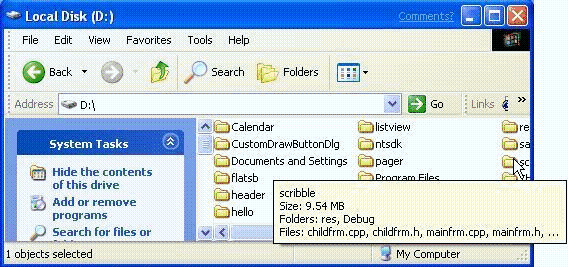 Local Disk (D:) Comments?
File Edit View Favorites Tools Help
Back Search Folders
Address D:\ Go Links »
System Tasks
Hide the contents of this drive
Add or remove programs
Search for files or
Calendar listview re
CustomDrawButtonDlg ntsdk sa
Documents and Settings pager sc
flatsb Program Files
header
hello
scribble
Size: 9.54 MB
Folders: res, Debug
Files: childfrm.cpp, childfrm.h, mainfrm.cpp, mainfrm.h, ...
1 objects selected My Computer